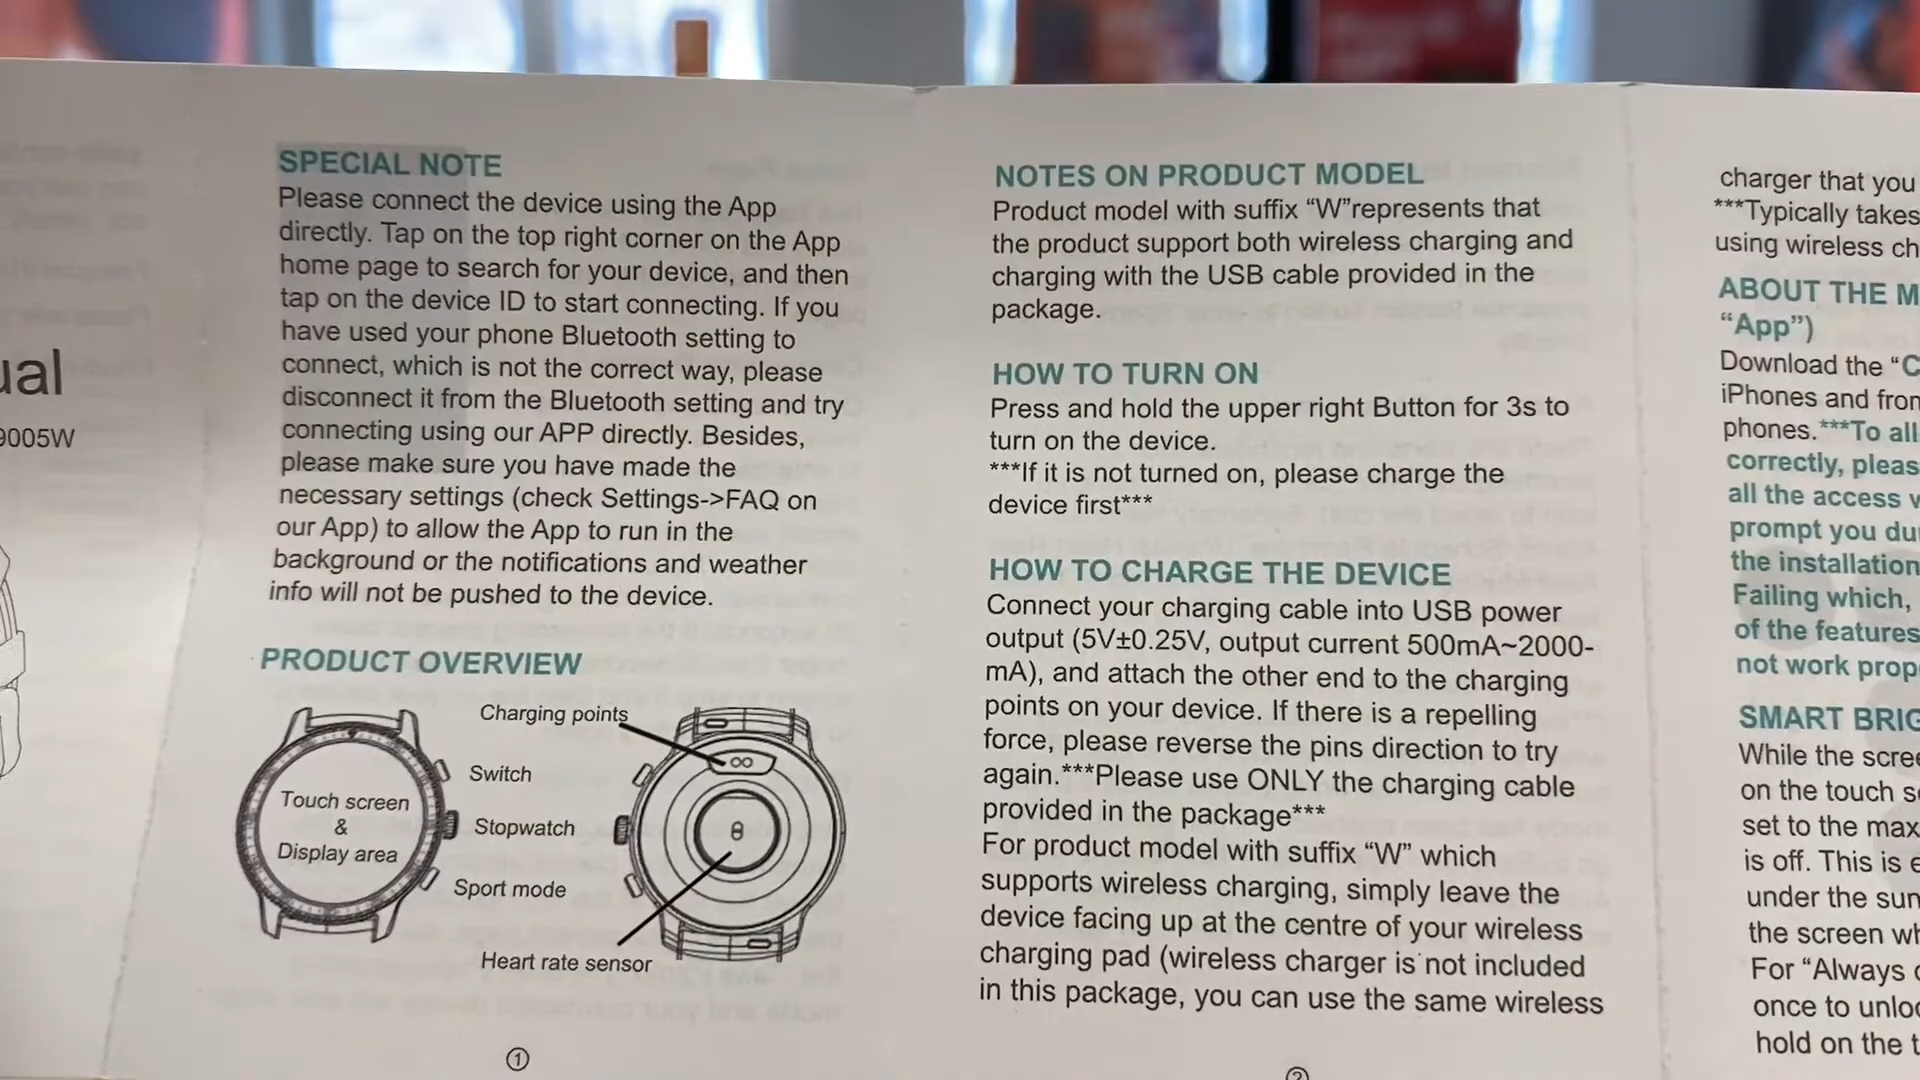 ual
9005W
SPECIAL NOTE
Please connect the device using the App
directly. Tap on the top right corner on the App
home page to search for your device, and then
tap on the device ID to start connecting. If you
have used your phone Bluetooth setting to
connect, which is not the correct way, please
disconnect it from the Bluetooth setting and try
connecting using our APP directly. Besides,
please make sure you have made the
necessary settings (check Settings->FAQ on
our App) to allow the App to run in the
background or the notifications and weather
info will not be pushed to the device.
PRODUCT OVERVIEW
Charging points
Switch
Touch screen
&
Display area
Stopwatch
Sport mode
Heart rate sensor
①
NOTES ON PRODUCT MODEL
Product model with suffix “W”represents that
the product support both wireless charging and
charging with the USB cable provided in the
package.
HOW TO TURN ON
Press and hold the upper right Button for 3s to
turn on the device.
***If it is not turned on, please charge the
device first***
HOW TO CHARGE THE DEVICE
Connect your charging cable into USB power
output (5V±0.25V, output current 500mA~2000-
mA), and attach the other end to the charging
points on your device. If there is a repelling
force, please reverse the pins direction to try
again.***Please use ONLY the charging cable
provided in the package***
For product model with suffix “W” which
supports wireless charging, simply leave the
device facing up at the centre of your wireless
charging pad (wireless charger is not included
in this package, you can use the same wireless
②
charger that you
***Typically takes
using wireless ch
ABOUT THE M
“App”)
Download the “C
iPhones and from
phones.***To all
correctly, pleas
all the access
prompt you du
the installation
Failing which,
of the features
not work prop
SMART BRIG
While the scree
on the touch s
set to the max
is off. This is e
under the sun
the screen wh
For “Always
once to unloc
hold on the t